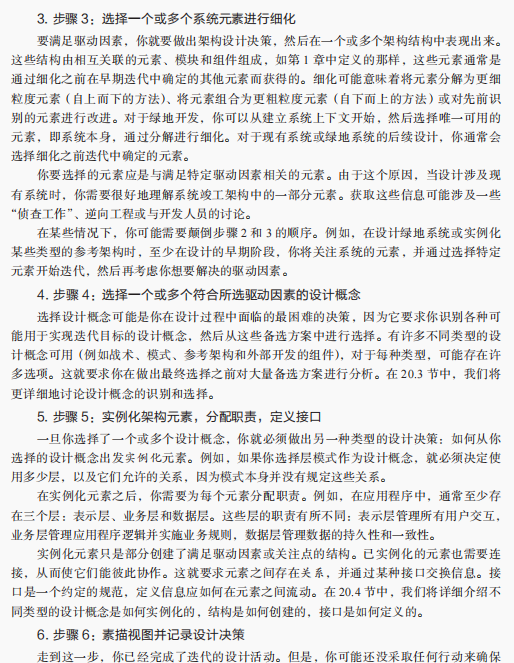 3. 步骤 3：选择一个或多个系统元素进行细化
要满足驱动因素，你就要做出架构设计决策，然后在一个或多个架构结构中表现出来。
这些结构由相互关联的元素、模块和组件组成，如第 1 章中定义的那样，这些元素通常是
通过细化之前在早期迭代中确定的其他元素而获得的。细化可能意味着将元素分解为更细
粒度元素（自上而下的方法）、将元素组合为更粗粒度元素（自下而上的方法）或对先前识
别的元素进行改进。对于绿地开发，你可以从建立系统上下文开始，然后选择唯一可用的
元素，即系统本身，通过分解进行细化。对于现有系统或绿地系统的后续设计，你通常会
选择细化之前迭代中确定的元素。
你要选择的元素应是与满足特定驱动因素相关的元素。由于这个原因，当设计涉及现
有系统时，你需要很好地理解系统竣工架构中的一部分元素。获取这些信息可能涉及一些
“侦查工作”、逆向工程或与开发人员的讨论。
在某些情况下，你可能需要颠倒步骤 2 和 3 的顺序。例如，在设计绿地系统或实例化
某些类型的参考架构时，至少在设计的早期阶段，你将关注系统的元素，并通过选择特定
元素开始迭代，然后再考虑你想要解决的驱动因素。
4. 步骤 4：选择一个或多个符合所选驱动因素的设计概念
选择设计概念可能是你在设计过程中面临的最困难的决策，因为它要求你识别各种可
能用于实现迭代目标的设计概念，然后从这些备选方案中进行选择。有许多不同类型的设
计概念可用（例如战术、模式、参考架构和外部开发的组件），对于每种类型，可能存在许
多选项。这就要求你在做出最终选择之前对大量备选方案进行分析。在 20.3 节中，我们将
更详细地讨论设计概念的识别和选择。
5. 步骤 5：实例化架构元素，分配职责，定义接口
一旦你选择了一个或多个设计概念，你就必须做出另一种类型的设计决策：如何从你
选择的设计概念出发实例化元素。例如，如果你选择层模式作为设计概念，就必须决定使
用多少层，以及它们允许的关系，因为模式本身并没有规定这些关系。
在实例化元素之后，你需要为每个元素分配职责。例如，在应用程序中，通常至少存
在三个层：表示层、业务层和数据层。这些层的职责有所不同：表示层管理所有用户交互，
业务层管理应用程序逻辑并实施业务规则，数据层管理数据的持久性和一致性。
实例化元素只是部分创建了满足驱动因素或关注点的结构。已实例化的元素也需要连
接，从而使它们能彼此协作。这就要求元素之间存在关系，并通过某种接口交换信息。接
口是一个约定的规范，定义信息应如何在元素之间流动。在 20.4 节中，我们将详细介绍不
同类型的设计概念是如何实例化的，结构是如何创建的，接口是如何定义的。
6. 步骤 6：素描视图并记录设计决策
走到这一步，你已经完成了迭代的设计活动。但是，你可能还没采取任何行动来确保